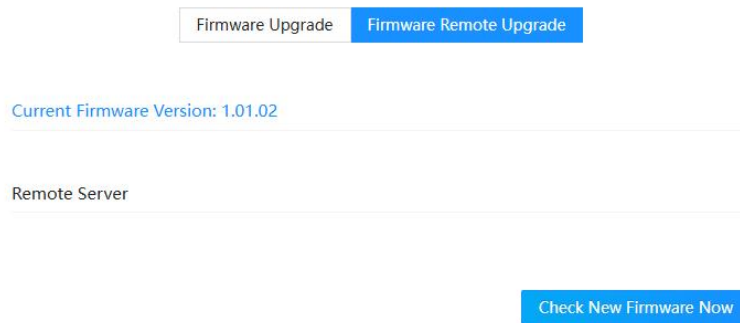 Firmware Upgrade Firmware Remote Upgrade
Current Firmware Version: 1.01.02
Remote Server
Check New Firmware Now